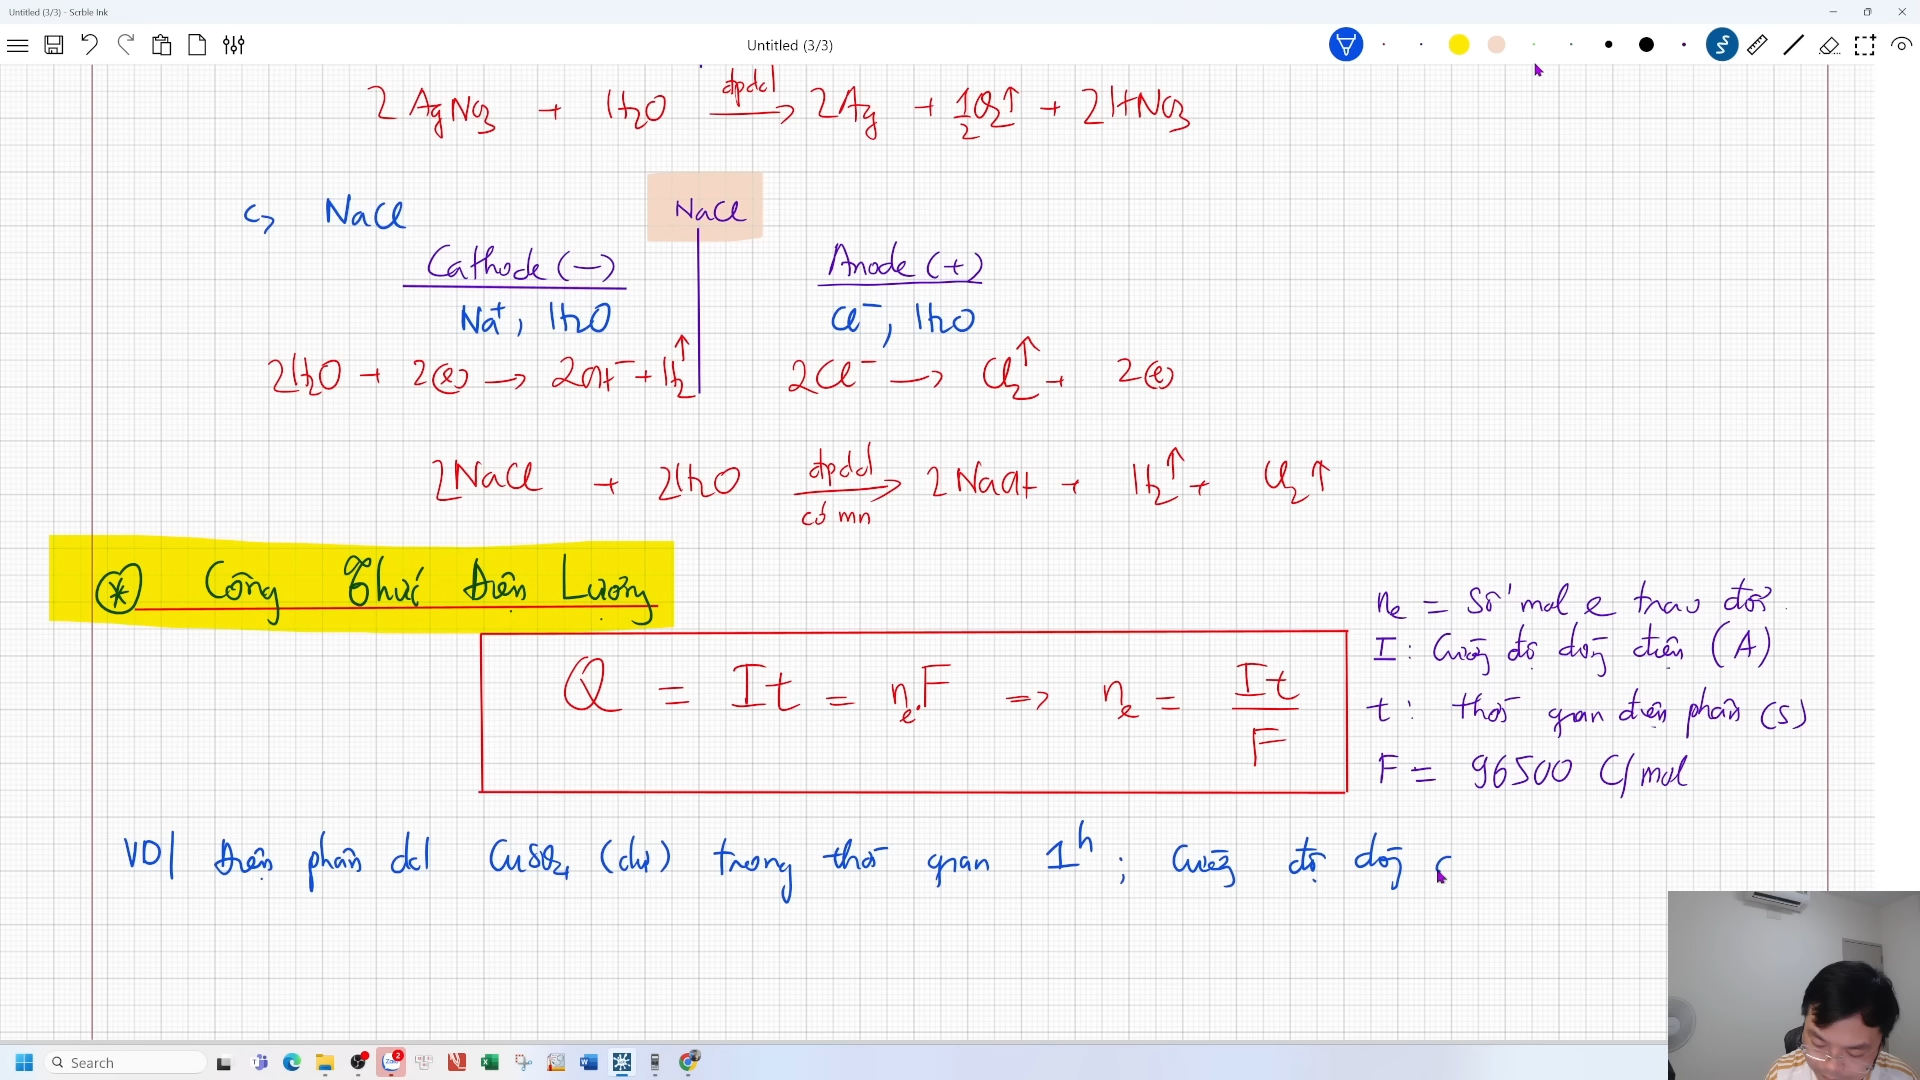 Untitled (3/3) - Scrble Ink
Untitled (3/3)
2 AgNO3 + H2O đpdd → 2Ag + 1/2 O2↑ + 2HNO3
c, NaCl
NaCl
Cathode (-) Anode (+)
Na+, H2O Cl-, H2O
2H2O + 2e → 2OH- + H2↑ 2Cl- → Cl2↑ + 2e
2NaCl + 2H2O đpdd → 2NaOH + H2↑ + Cl2↑
có mn
* Công Thức Điện Lượng
Q = It = ne.F => ne = It/F
ne = số mol e trao đổi
I : Cường độ dòng điện (A)
t : thời gian điện phân (s)
F = 96500 C/mol
VD| Điện phân dd CuSO4 (dư) trong thời gian 1h ; cường độ dòng
Search